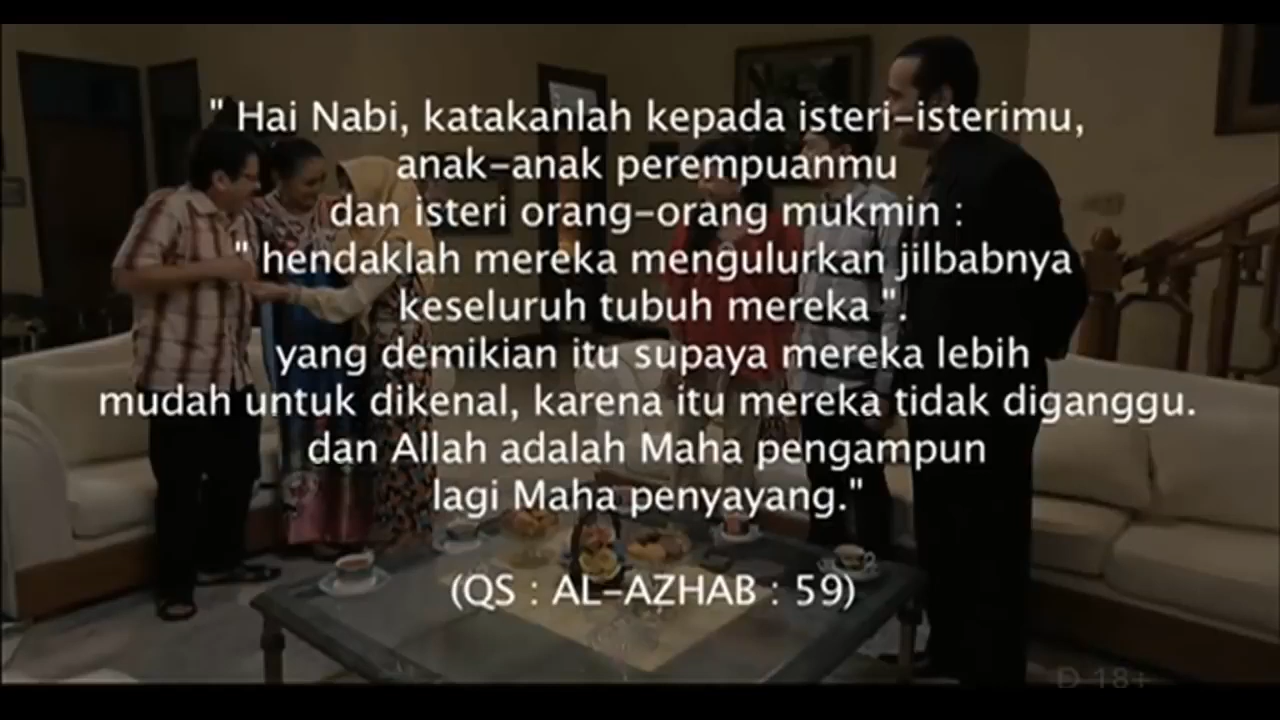 " Hai Nabi, katakanlah kepada isteri-isterimu,
anak-anak perempuanmu
dan isteri orang-orang mukmin :
" hendaklah mereka mengulurkan jilbabnya
keseluruh tubuh mereka ".
yang demikian itu supaya mereka lebih
mudah untuk dikenal, karena itu mereka tidak diganggu.
dan Allah adalah Maha pengampun
lagi Maha penyayang."
(QS : AL-AZHAB : 59)
D 18+